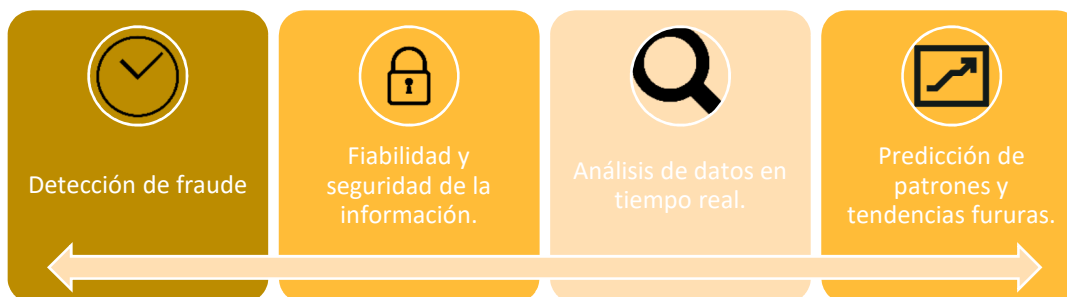 Detección de fraude
Fiabilidad y
seguridad de la
información.
Análisis de datos en
tiempo real.
Predicción de
patrones y
tendencias fururas.